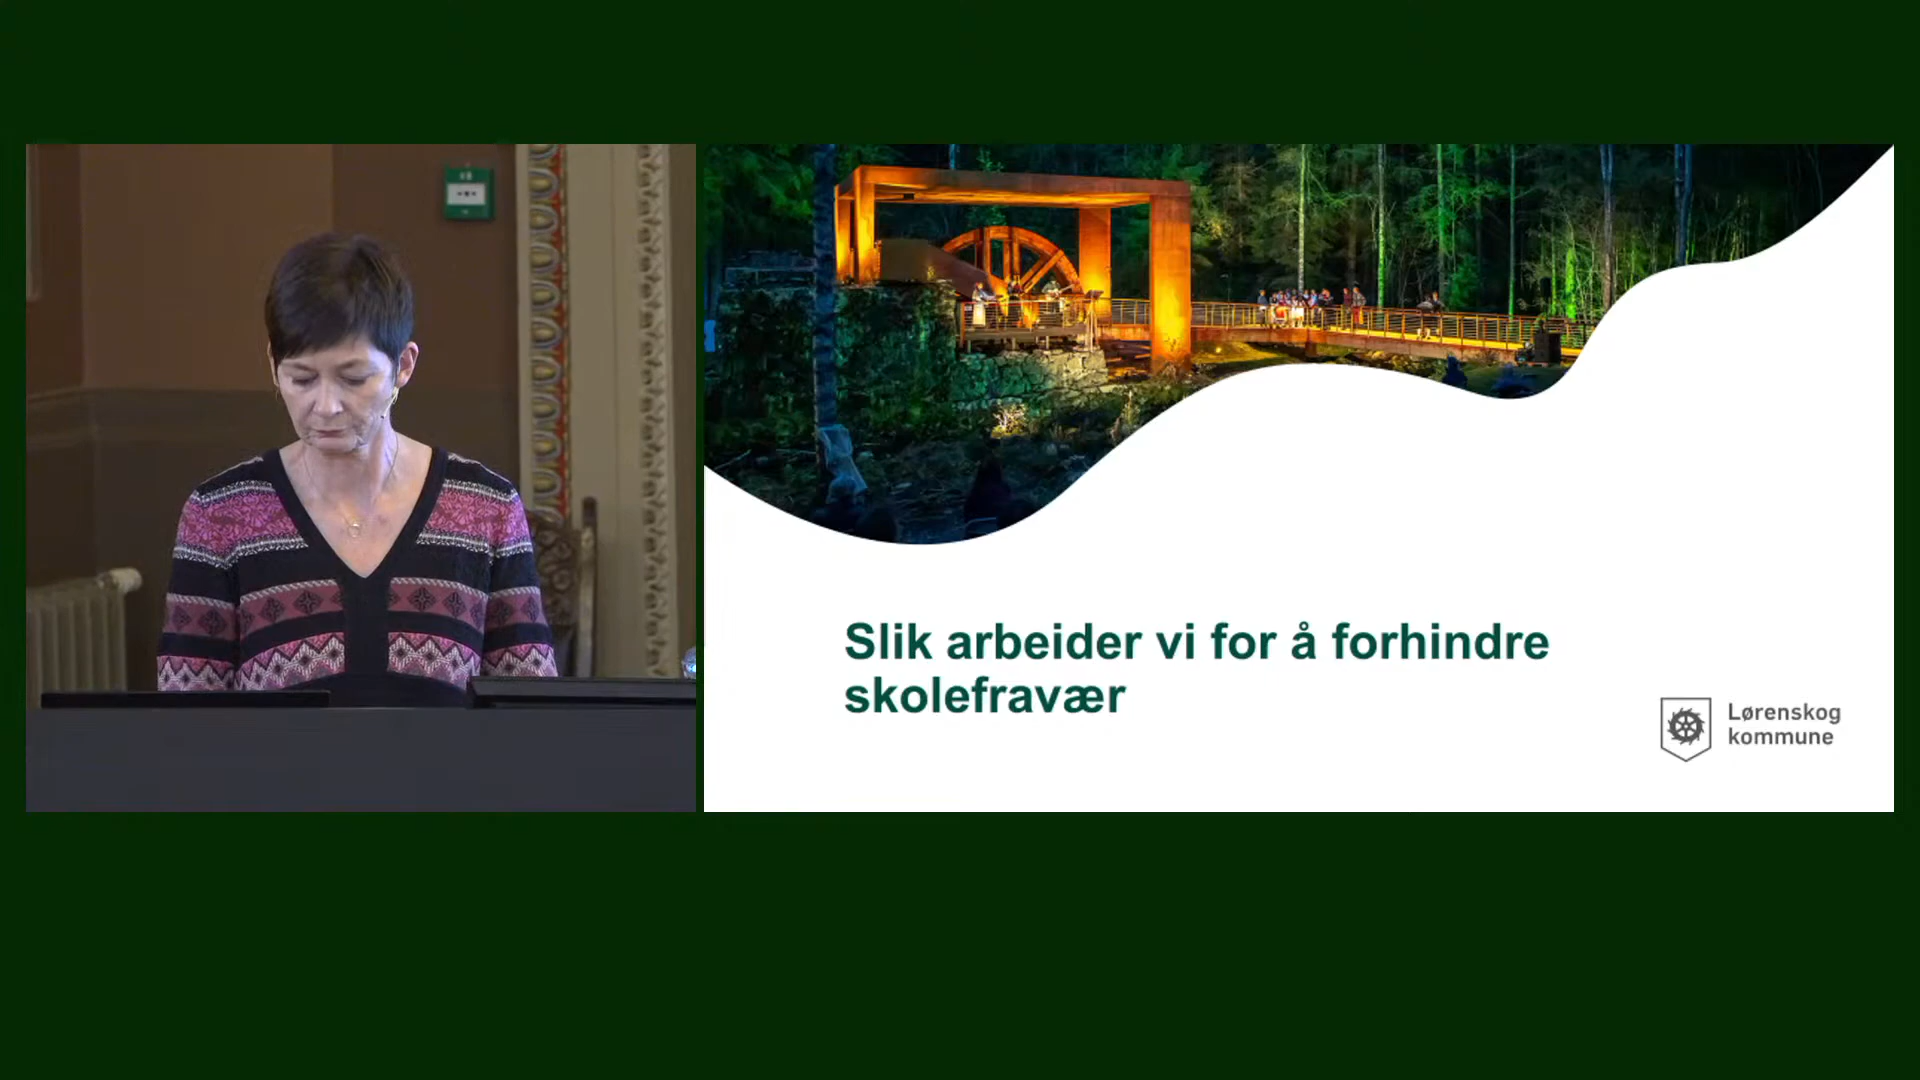 Slik arbeider vi for å forhindre
skolefravær
Lørenskog
kommune